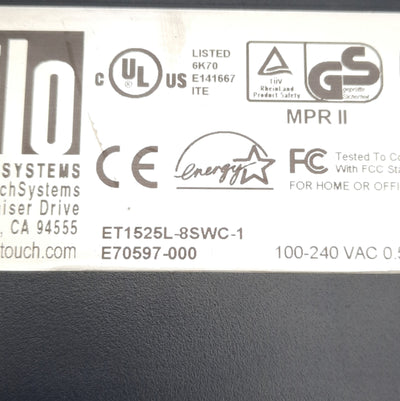 lo
SYSTEMS
chSystems
iser Drive
, CA 94555
touch.com
C UL US
LISTED
6K70
E141667
ITE
TÜV
Rheinland
Product Safety
GS
geprüfte
Sicherheit
MPR II
CE
energy
FC Tested To Co
With FCC Sta
FOR HOME OR OFFI
ET1525L-8SWC-1
E70597-000
100-240 VAC 0.5